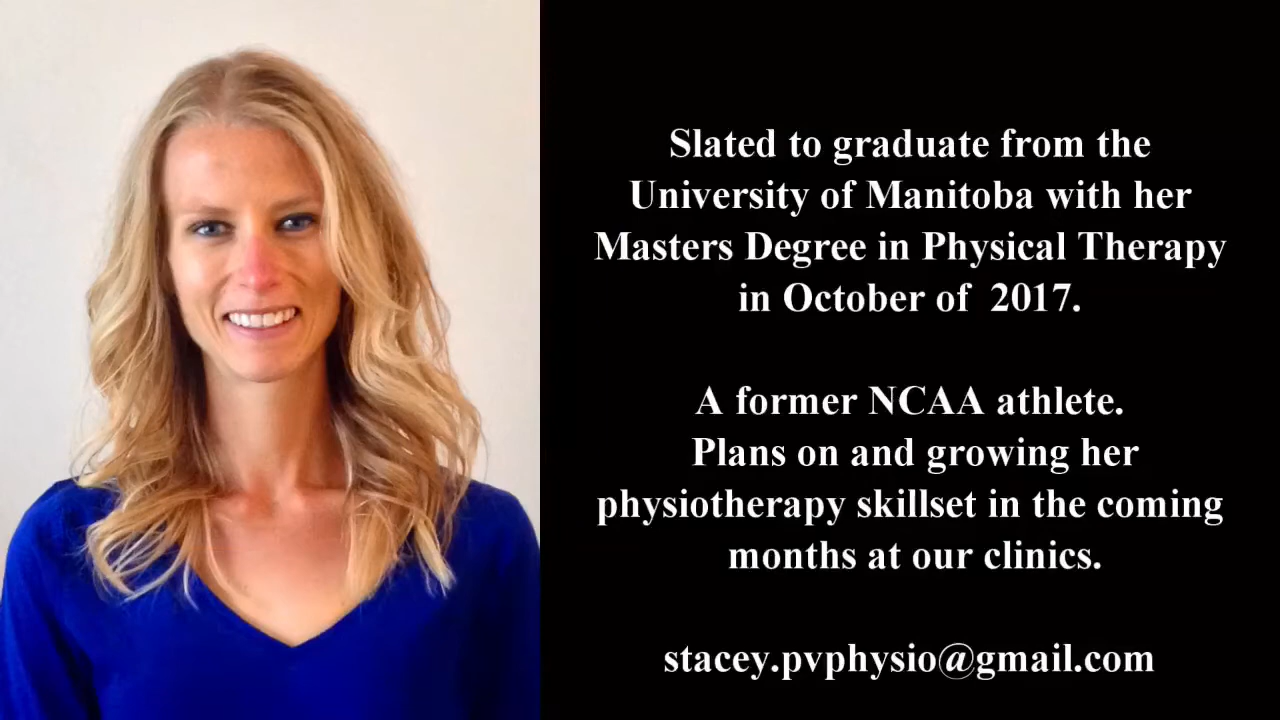 Slated to graduate from the
University of Manitoba with her
Masters Degree in Physical Therapy
in October of  2017.
A former NCAA athlete.
Plans on and growing her
physiotherapy skillset in the coming
months at our clinics.
stacey.pvphysio@gmail.com